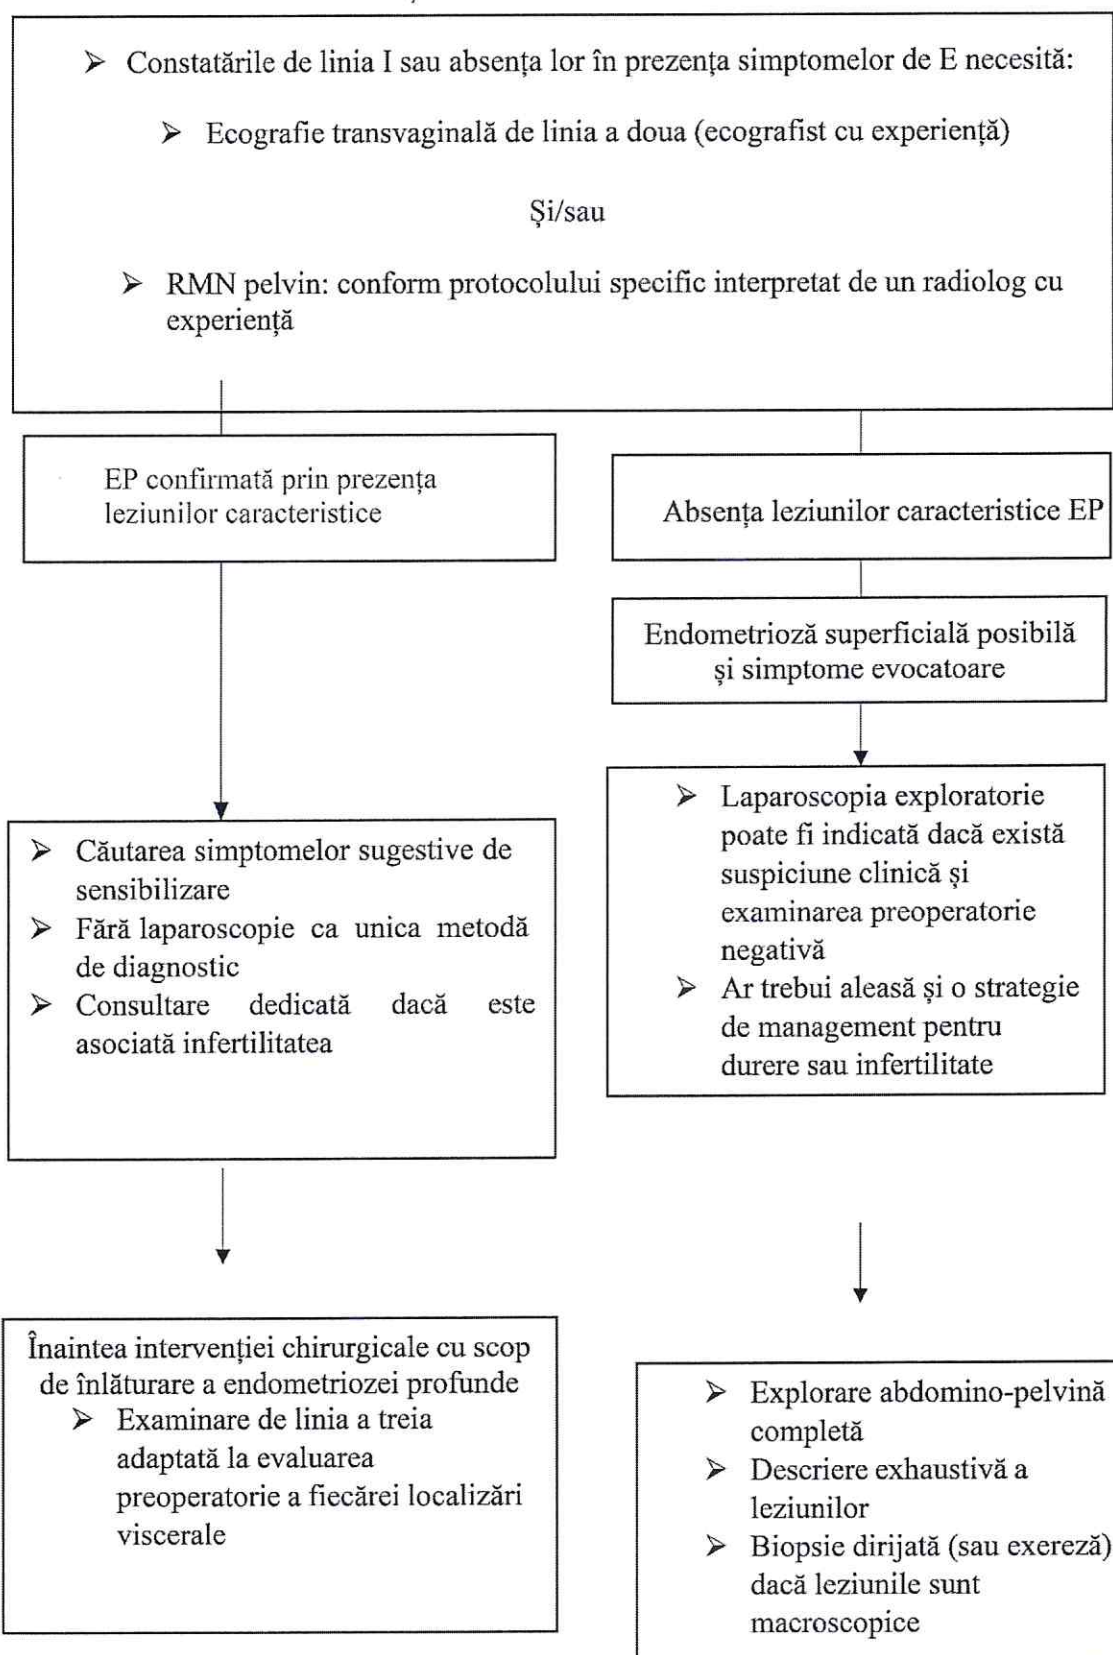 ➤ Constatările de linia I sau absența lor în prezența simptomelor de E necesită:
➤ Ecografie transvaginală de linia a doua (ecografist cu experiență)
Și/sau
➤ RMN pelvin: conform protocolului specific interpretat de un radiolog cu
experiență
EP confirmată prin prezența
leziunilor caracteristice
Absența leziunilor caracteristice EP
Endometrioză superficială posibilă
și simptome evocatoare
➤ Căutarea simptomelor sugestive de
sensibilizare
➤ Fără laparoscopie ca unica metodă
de diagnostic
➤ Consultare dedicată dacă este
asociată infertilitatea
➤ Laparoscopia exploratorie
poate fi indicată dacă există
suspiciune clinică și
examinarea preoperatorie
negativă
➤ Ar trebui aleasă și o strategie
de management pentru
durere sau infertilitate
Înaintea intervenției chirurgicale cu scop
de înlăturare a endometriozei profunde
➤ Examinare de linia a treia
adaptată la evaluarea
preoperatorie a fiecărei localizări
viscerale
➤ Explorare abdomino-pelvină
completă
➤ Descriere exhaustivă a
leziunilor
➤ Biopsie dirijată (sau exereză)
dacă leziunile sunt
macroscopice